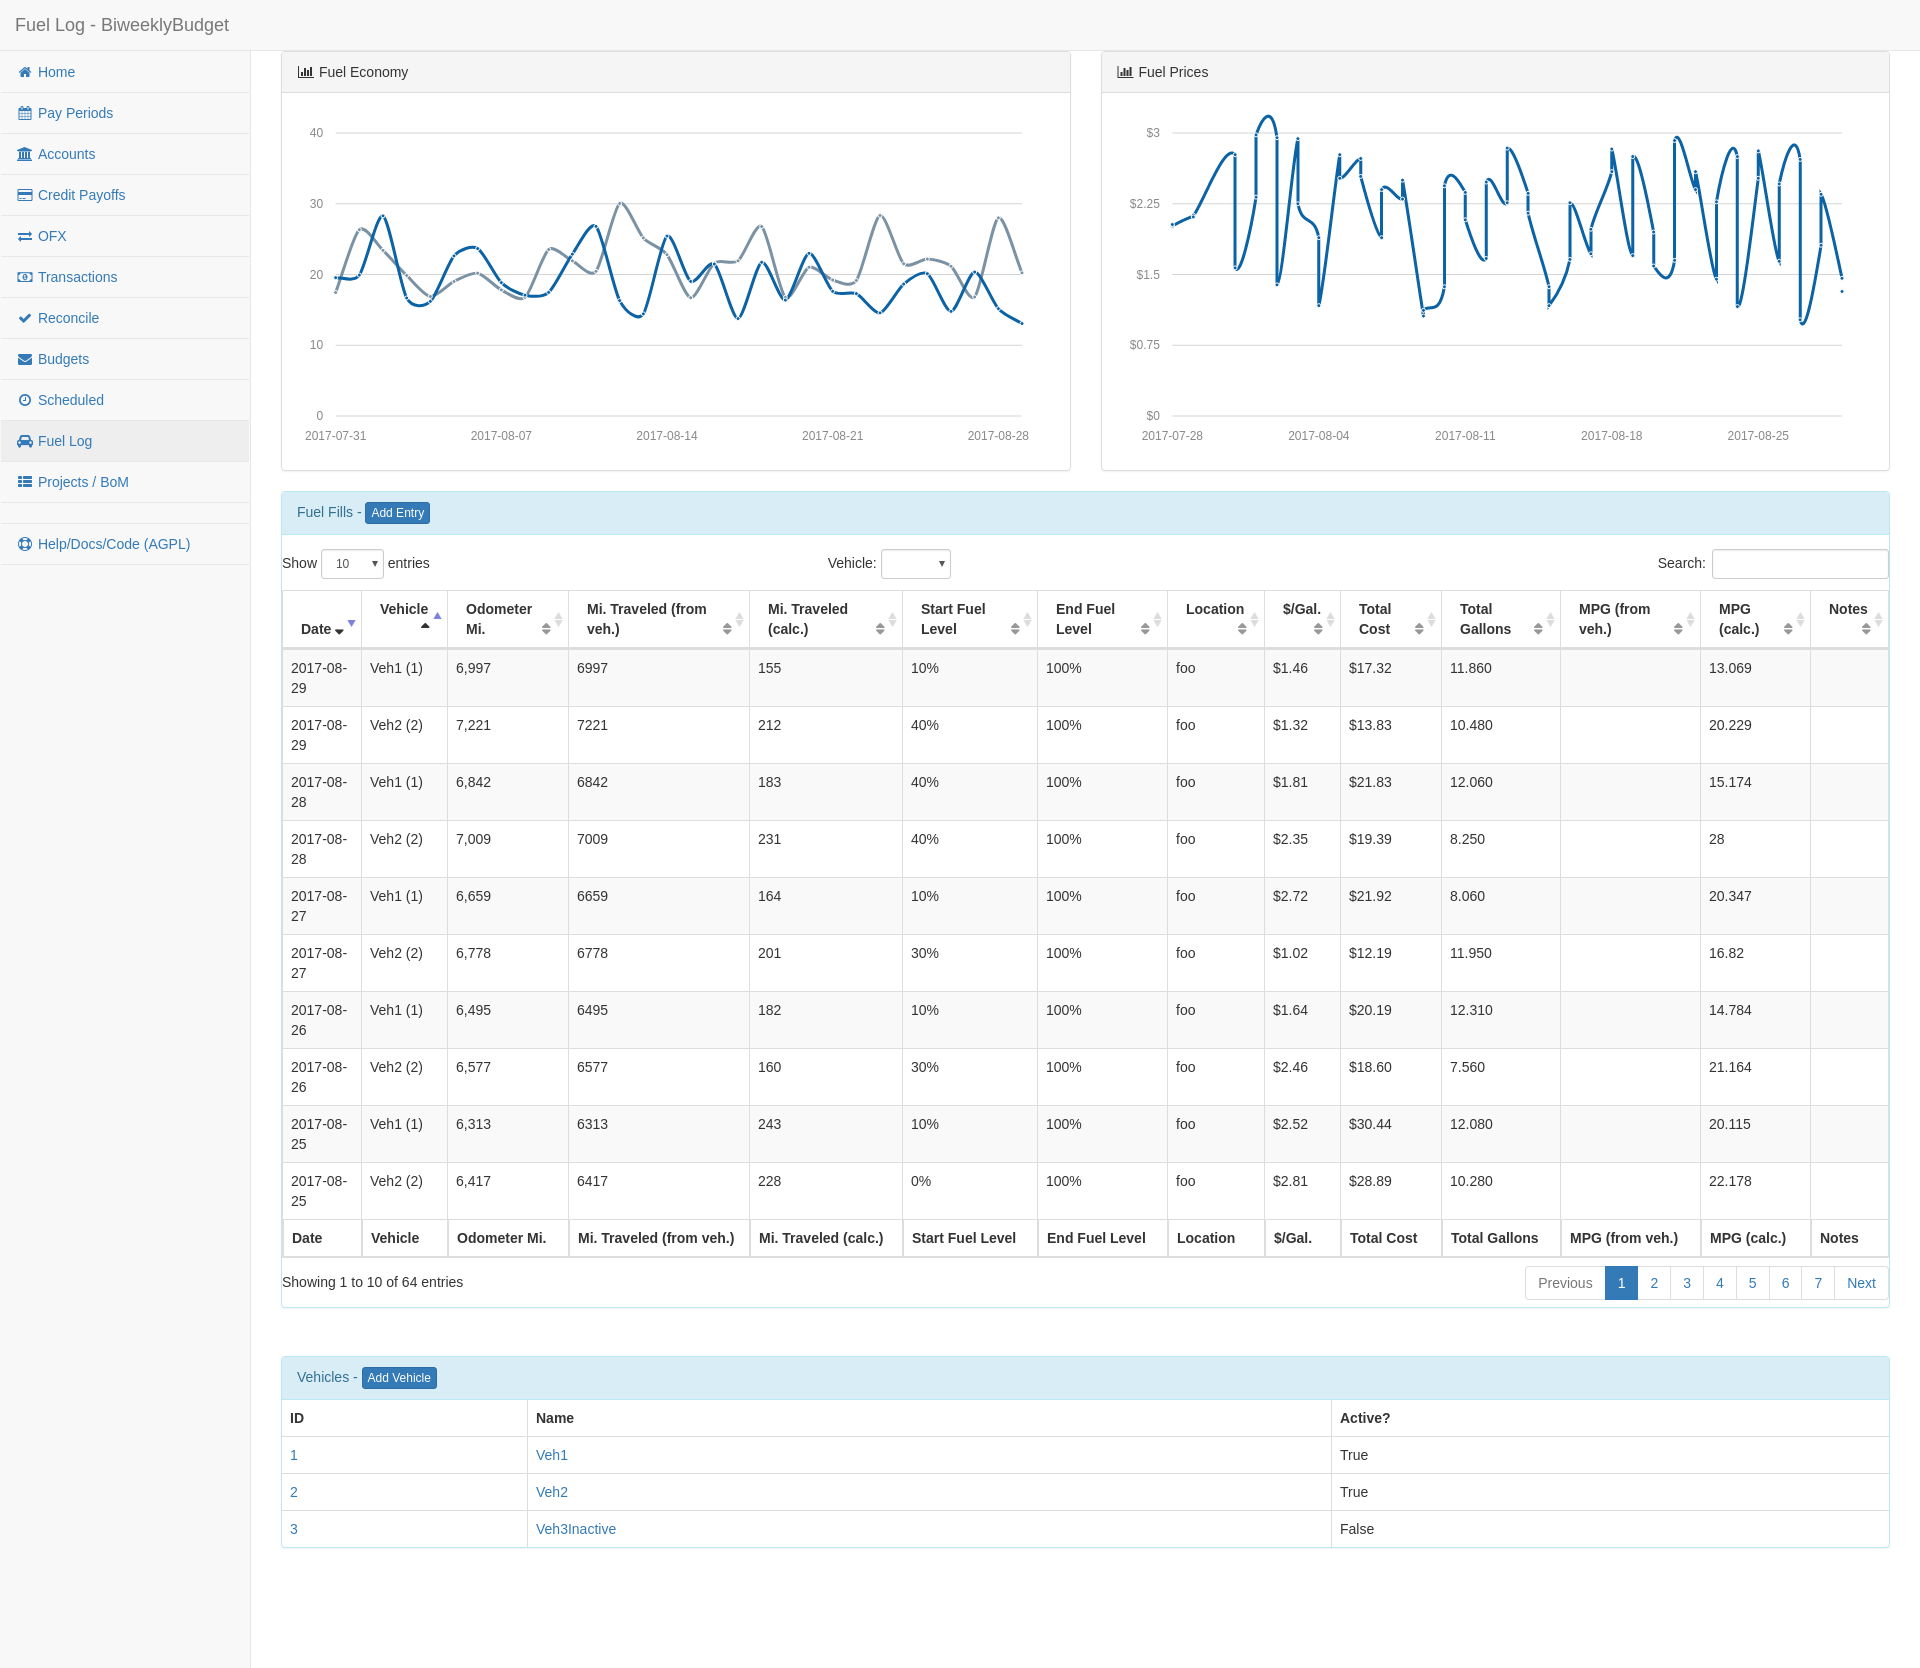 Fuel Log - BiweeklyBudget
Home
Pay Periods
Accounts
Credit Payoffs
OFX
Transactions
Reconcile
Budgets
Scheduled
Fuel Log
Projects / BoM
Help/Docs/Code (AGPL)
Fuel Economy
40
30
20
10
0
2017-07-31 2017-08-07 2017-08-14 2017-08-21 2017-08-28
Fuel Prices
$3
$2.25
$1.5
$0.75
$0
2017-07-28 2017-08-04 2017-08-11 2017-08-18 2017-08-25
Fuel Fills - Add Entry
Show 10 entries Vehicle: Search:
Date Vehicle Odometer Mi. Mi. Traveled (from veh.) Mi. Traveled (calc.) Start Fuel Level End Fuel Level Location $/Gal. Total Cost Total Gallons MPG (from veh.) MPG (calc.) Notes
2017-08-29 Veh1 (1) 6,997 6997 155 10% 100% foo $1.46 $17.32 11.860 13.069
2017-08-29 Veh2 (2) 7,221 7221 212 40% 100% foo $1.32 $13.83 10.480 20.229
2017-08-28 Veh1 (1) 6,842 6842 183 40% 100% foo $1.81 $21.83 12.060 15.174
2017-08-28 Veh2 (2) 7,009 7009 231 40% 100% foo $2.35 $19.39 8.250 28
2017-08-27 Veh1 (1) 6,659 6659 164 10% 100% foo $2.72 $21.92 8.060 20.347
2017-08-27 Veh2 (2) 6,778 6778 201 30% 100% foo $1.02 $12.19 11.950 16.82
2017-08-26 Veh1 (1) 6,495 6495 182 10% 100% foo $1.64 $20.19 12.310 14.784
2017-08-26 Veh2 (2) 6,577 6577 160 30% 100% foo $2.46 $18.60 7.560 21.164
2017-08-25 Veh1 (1) 6,313 6313 243 10% 100% foo $2.52 $30.44 12.080 20.115
2017-08-25 Veh2 (2) 6,417 6417 228 0% 100% foo $2.81 $28.89 10.280 22.178
Date Vehicle Odometer Mi. Mi. Traveled (from veh.) Mi. Traveled (calc.) Start Fuel Level End Fuel Level Location $/Gal. Total Cost Total Gallons MPG (from veh.) MPG (calc.) Notes
Showing 1 to 10 of 64 entries Previous 1 2 3 4 5 6 7 Next
Vehicles - Add Vehicle
ID Name Active?
1 Veh1 True
2 Veh2 True
3 Veh3Inactive False